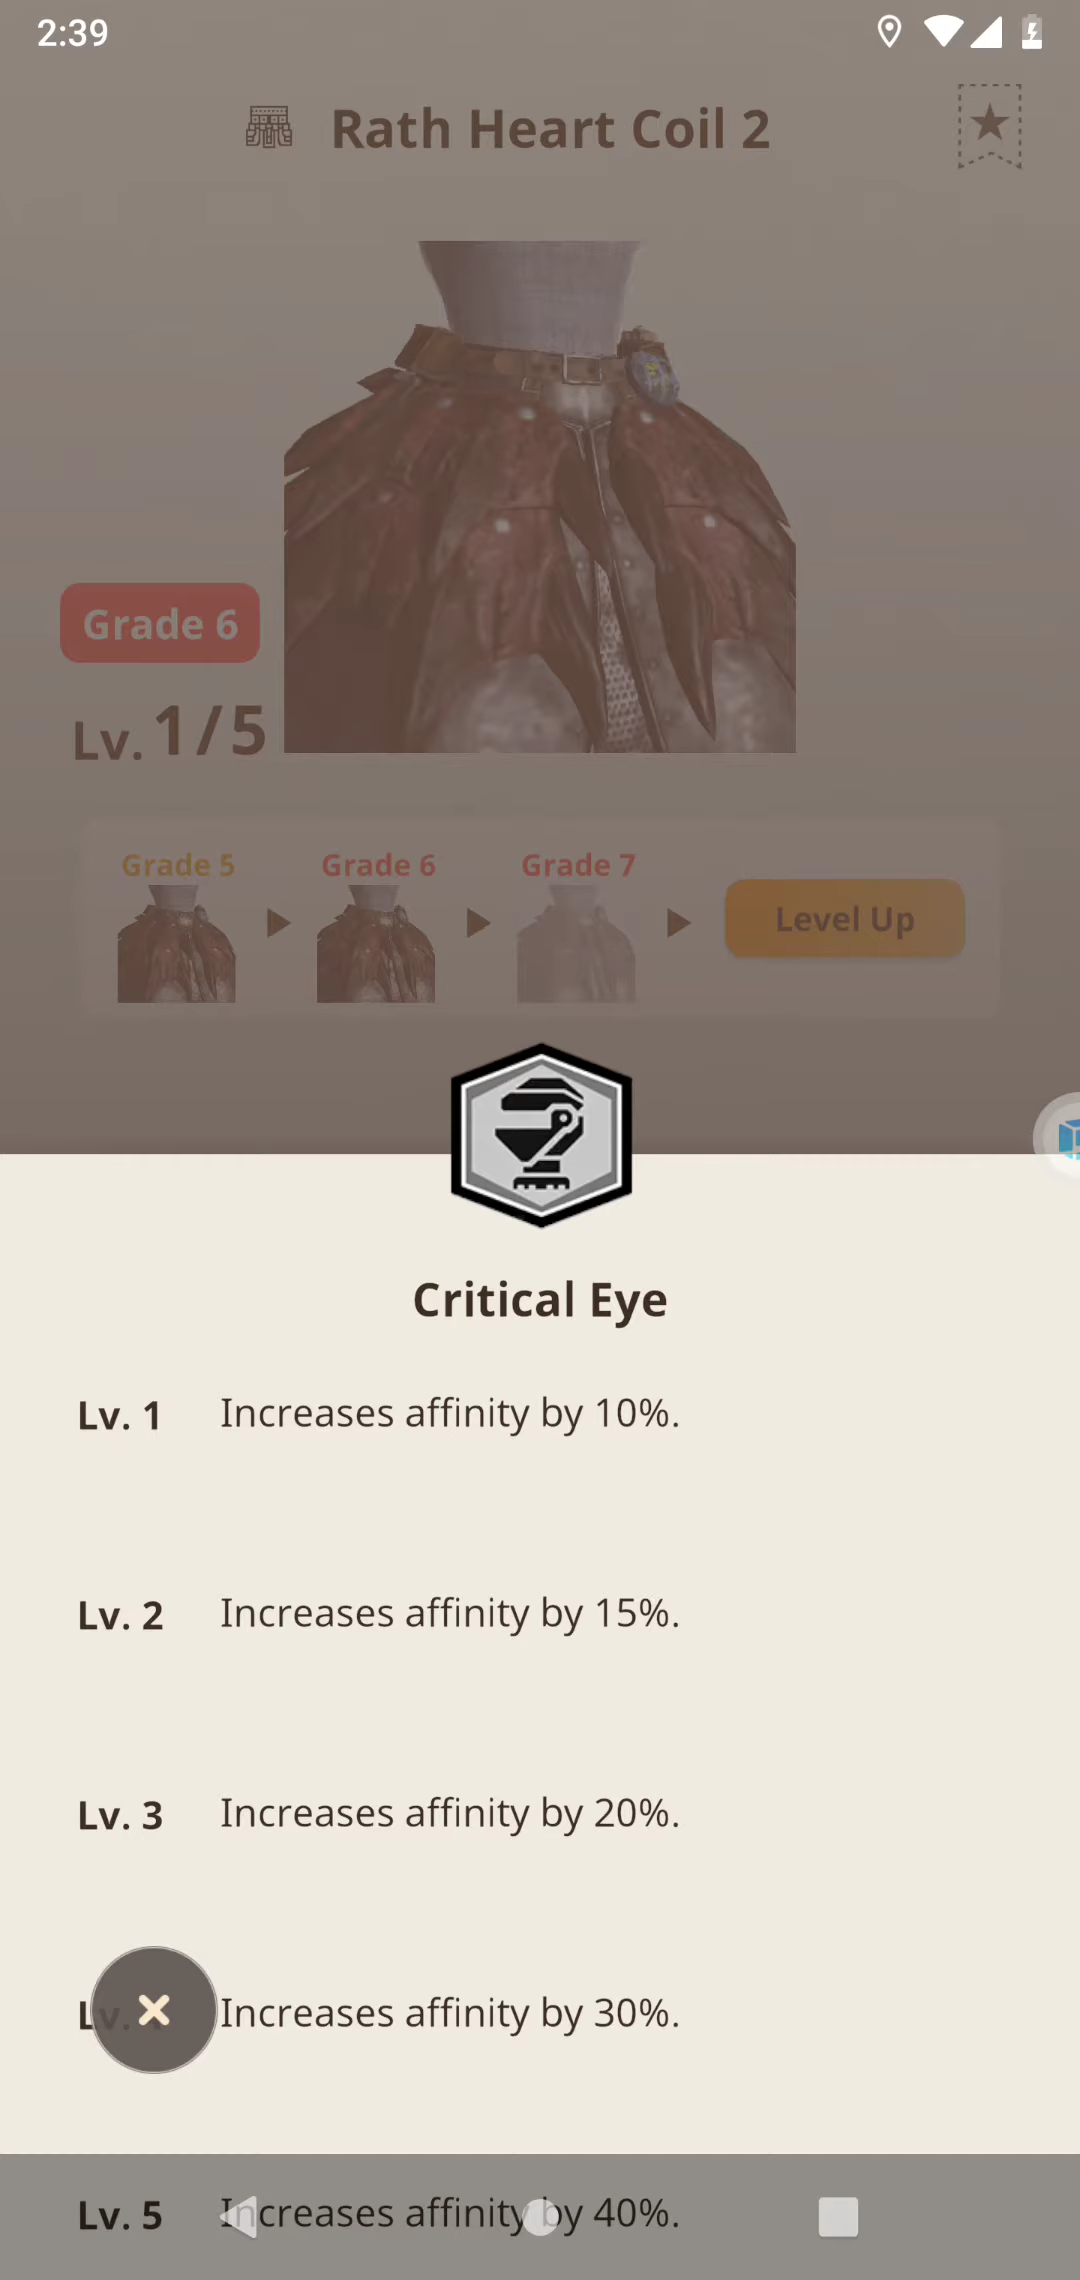 2:39
Rath Heart Coil 2
Grade 6
Lv. 1/5
Grade 5
Grade 6
Grade 7
Level Up
Critical Eye
Lv. 1 Increases affinity by 10%.
Lv. 2 Increases affinity by 15%.
Lv. 3 Increases affinity by 20%.
Increases affinity by 30%.
Lv. 5 Increases affinity by 40%.